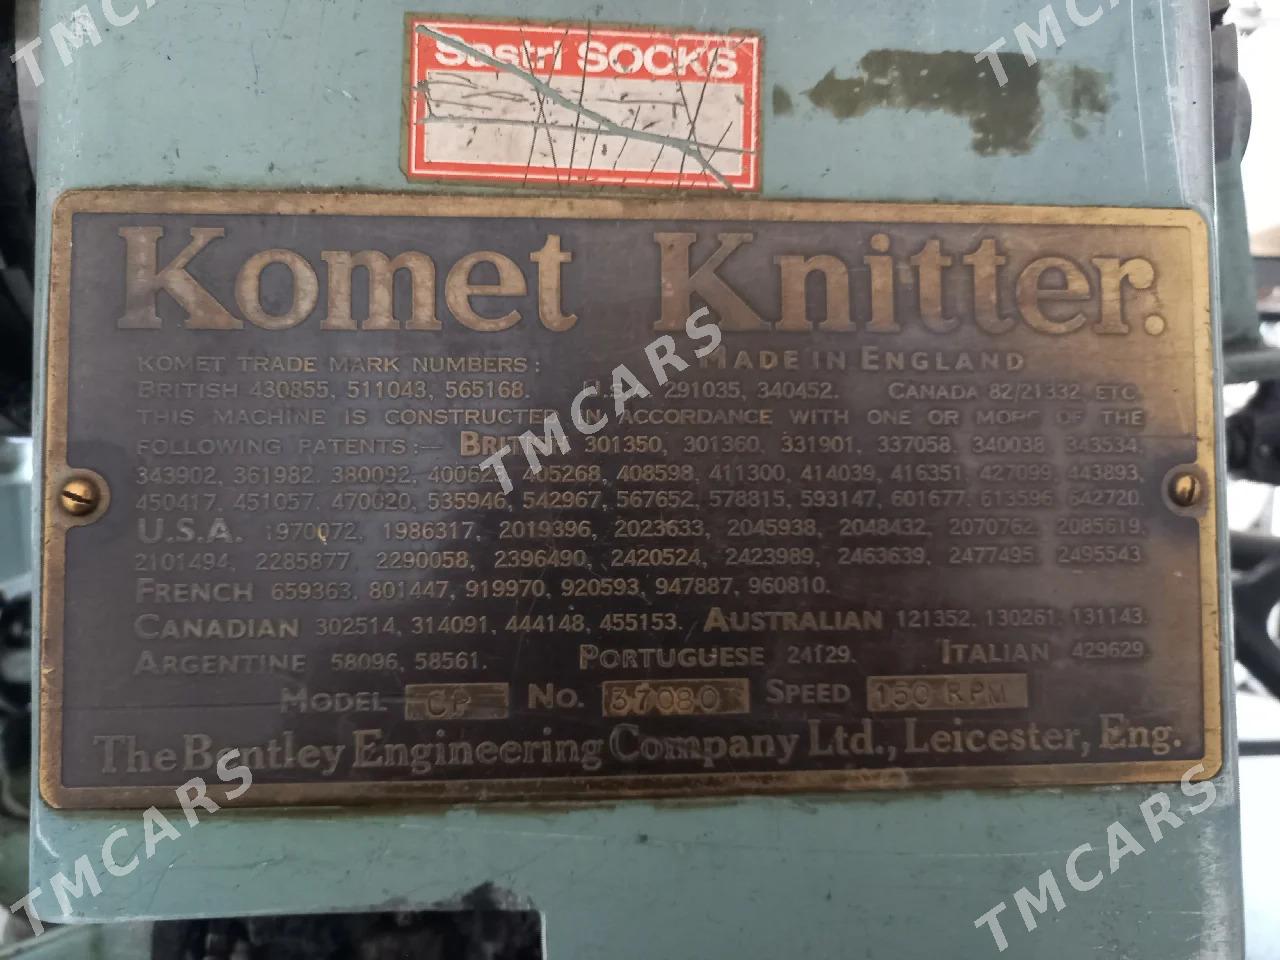 TMCARS
TMCARS
Sastri SOCKS
Komet Knitter.
KOMET TRADE MARK NUMBERS: MADE IN ENGLAND
BRITISH 430855, 511043, 565168. U.S.A. 291035, 340452. CANADA 82/21332, ETC.
THIS MACHINE IS CONSTRUCTED IN ACCORDANCE WITH ONE OR MORE OF THE
FOLLOWING PATENTS:— BRITISH 301350, 301360, 331901, 337058, 340038, 343534,
343902, 361982, 380092, 400623, 405268, 408598, 411300, 414039, 416351, 427099, 443893,
450417, 451057, 470020, 535946, 542967, 567652, 578815, 593147, 601677, 642720.
U.S.A. 1970072, 1986317, 2019396, 2023633, 2045938, 2048432, 2070762, 2085619,
2101494, 2285877, 2290058, 2396490, 2420524, 2423989, 2463639, 2477495, 2495543
FRENCH 659363, 801447, 919970, 920593, 947887, 960810.
CANADIAN 302514, 314091, 444148, 455153. AUSTRALIAN 121352, 130261, 131143.
ARGENTINE 58096, 58561. PORTUGUESE 24129. ITALIAN 429629.
MODEL CP No. 37080 SPEED 150 RPM
The Bentley Engineering Company Ltd., Leicester, Eng.
TMCARS
TMCARS
TMCARS